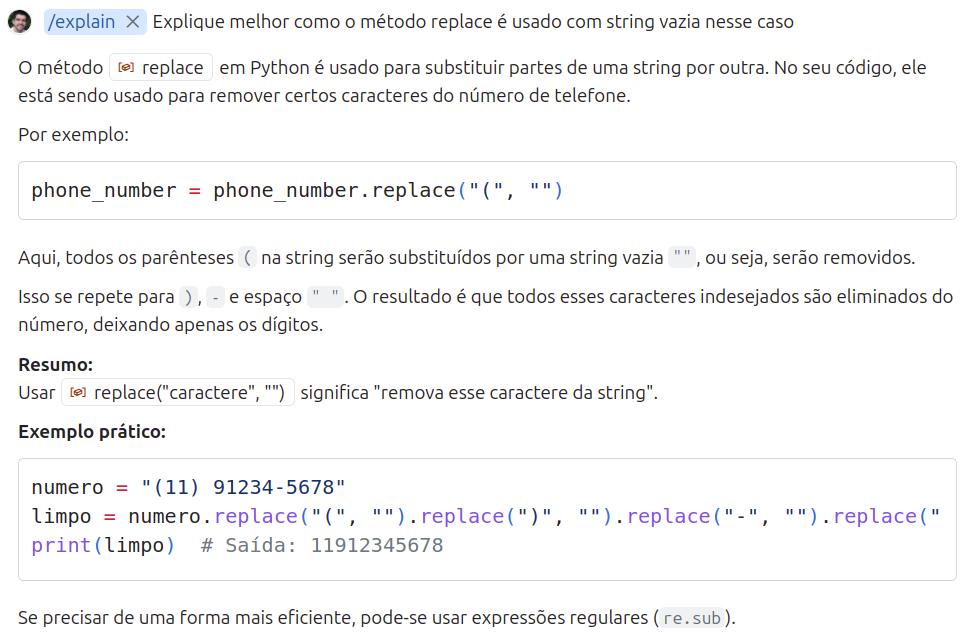 /explain × Explique melhor como o método replace é usado com string vazia nesse caso
O método replace em Python é usado para substituir partes de uma string por outra. No seu código, ele
está sendo usado para remover certos caracteres do número de telefone.
Por exemplo:
phone_number = phone_number.replace("(", "")
Aqui, todos os parênteses ( na string serão substituídos por uma string vazia "", ou seja, serão removidos.
Isso se repete para ), - e espaço " ". O resultado é que todos esses caracteres indesejados são eliminados do
número, deixando apenas os dígitos.
Resumo:
Usar replace("caractere", "") significa "remova esse caractere da string".
Exemplo prático:
numero = "(11) 91234-5678"
limpo = numero.replace("(", "").replace(")", "").replace("-", "").replace("
print(limpo)  # Saída: 11912345678
Se precisar de uma forma mais eficiente, pode-se usar expressões regulares (re.sub).